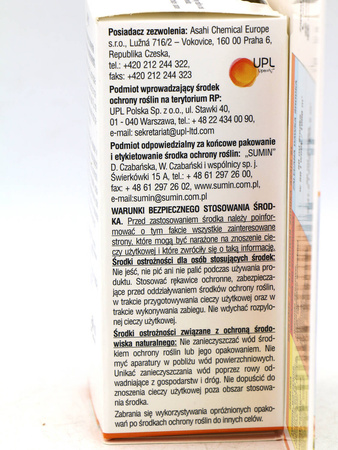 Posiadacz zezwolenia: Asahi Chemical Europe
s.r.o., Lužná 716/2 – Vokovice, 160 00 Praha 6,
Republika Czeska,
tel.: +420 212 244 322,
faks: +420 212 244 323
UPL
Podmiot wprowadzający środek
ochrony roślin na terytorium RP:
UPL Polska Sp. z o.o., ul. Stawki 40,
01 - 040 Warszawa, tel.: + 48 22 434 00 90,
e-mail: sekretariat@upl-ltd.com
Podmiot odpowiedzialny za końcowe pakowanie
i etykietowanie środka ochrony roślin: „SUMIN”
D. Czabańska, W. Czabański i wspólnicy sp. j.
Świerkówki 15 A, tel.: + 48 61 297 26 00,
fax: + 48 61 297 26 02, www.sumin.com.pl,
e-mail:sumin@sumin.com.pl
WARUNKI BEZPIECZNEGO STOSOWANIA ŚROD-
KA. Przed zastosowaniem środka należy poinfor-
mować o tym fakcie wszystkie zainteresowane
strony, które mogą być narażone na znoszenie cie-
czy użytkowej i które zwróciły się o taką informację.
Środki ostrożności dla osób stosujących środek:
Nie jeść, nie pić ani nie palić podczas używania pro-
duktu. Stosować rękawice ochronne, zabezpiecza-
jące przed oddziaływaniem środków ochrony roślin,
w trakcie przygotowywania cieczy użytkowej oraz w
trakcie wykonywania zabiegu. Nie wdychać rozpylo-
nej cieczy użytkowej.
Środki ostrożności związane z ochroną środo-
wiska naturalnego: Nie zanieczyszczać wód środ-
kiem ochrony roślin lub jego opakowaniem. Nie
myć aparatury w pobliżu wód powierzchniowych.
Unikać zanieczyszczania wód poprzez rowy od-
wadniające z gospodarstw i dróg. Nie dopuścić do
znoszenia cieczy użytkowej poza obszar stosowa-
nia środka.
Zabrania się wykorzystywania opróżnionych opako-
wań po środkach ochrony roślin do innych celów.